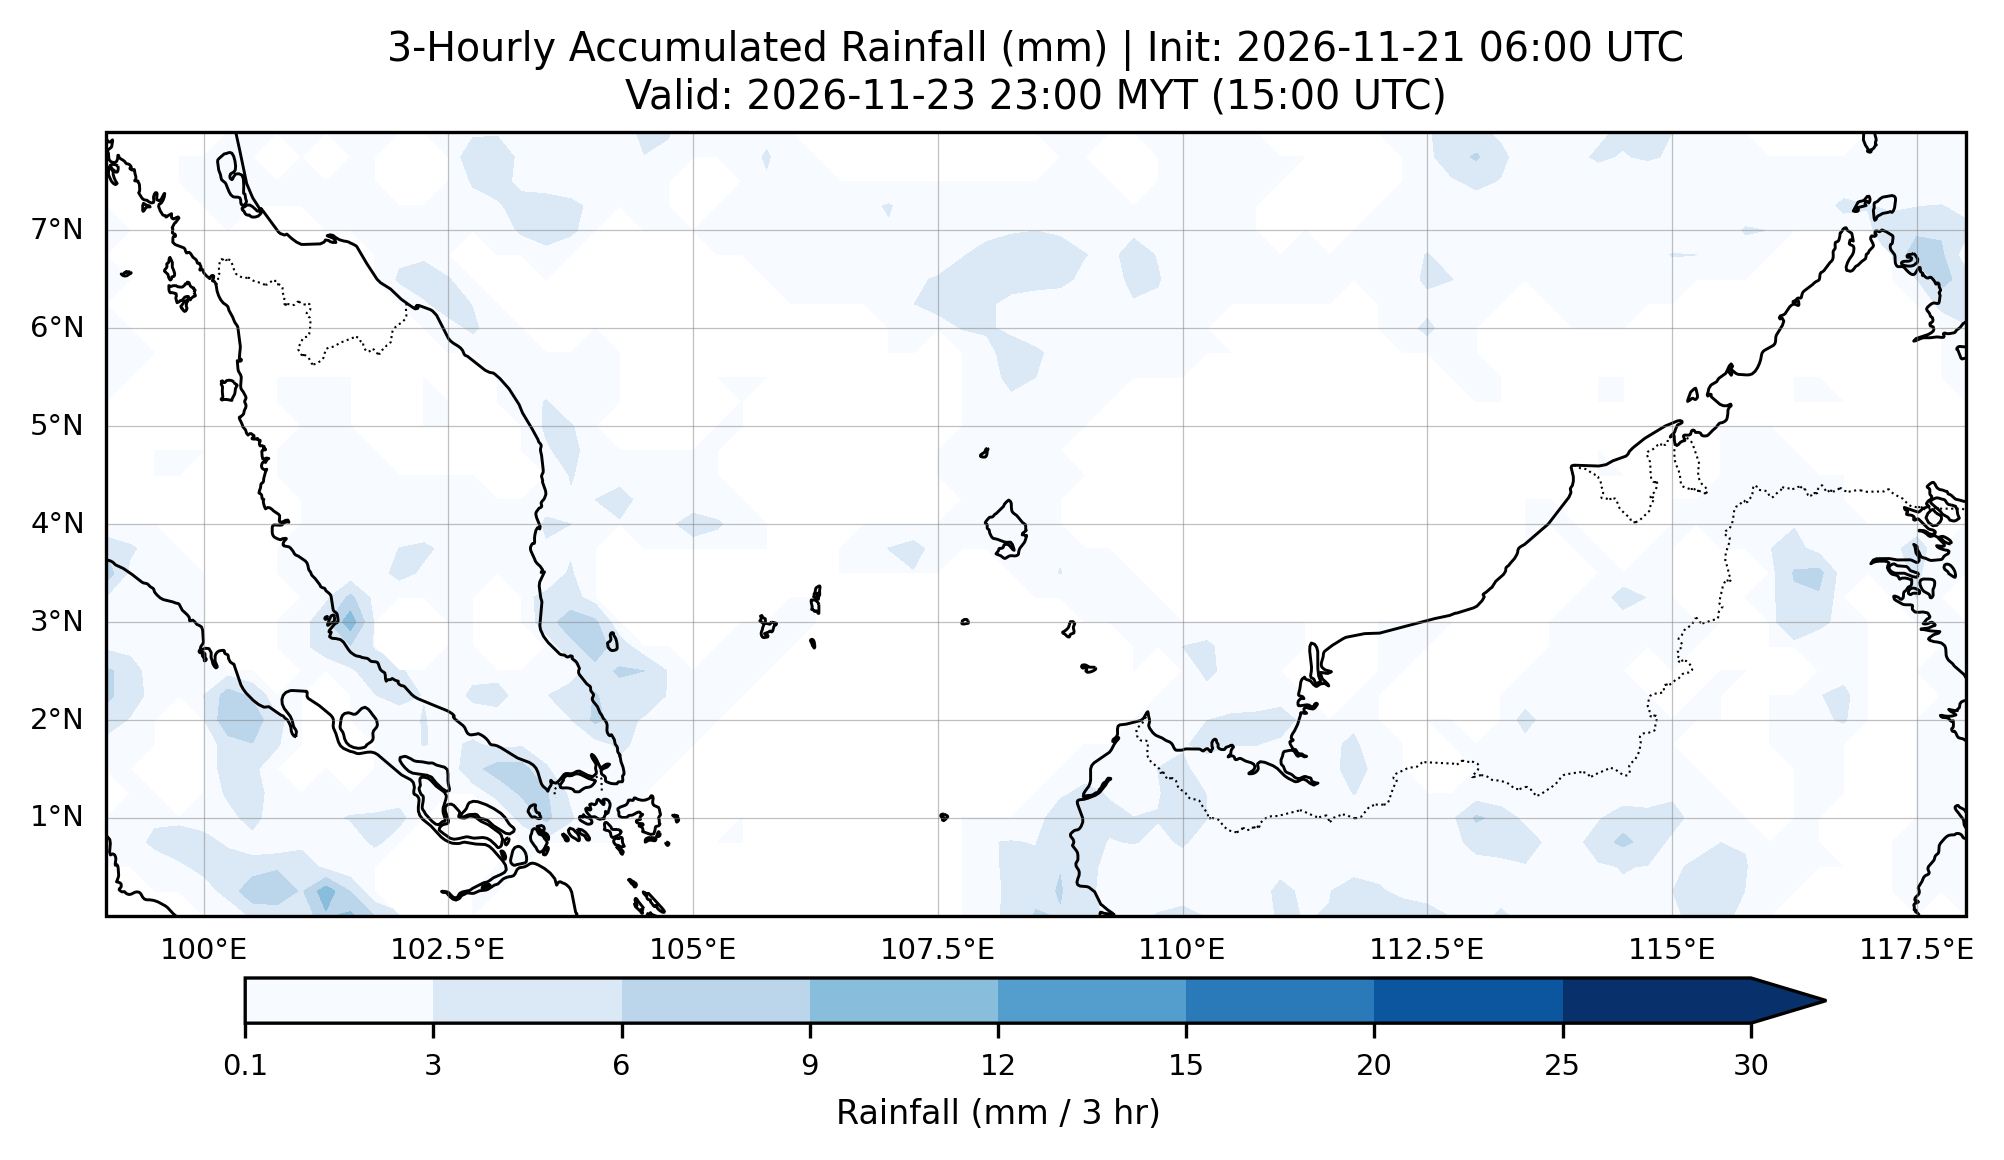 3-Hourly Accumulated Rainfall (mm) | Init: 2026-11-21 06:00 UTC
Valid: 2026-11-23 23:00 MYT (15:00 UTC)
7°N
6°N
5°N
4°N
3°N
2°N
1°N
100°E 102.5°E 105°E 107.5°E 110°E 112.5°E 115°E 117.5°E
0.1 3 6 9 12 15 20 25 30
Rainfall (mm / 3 hr)